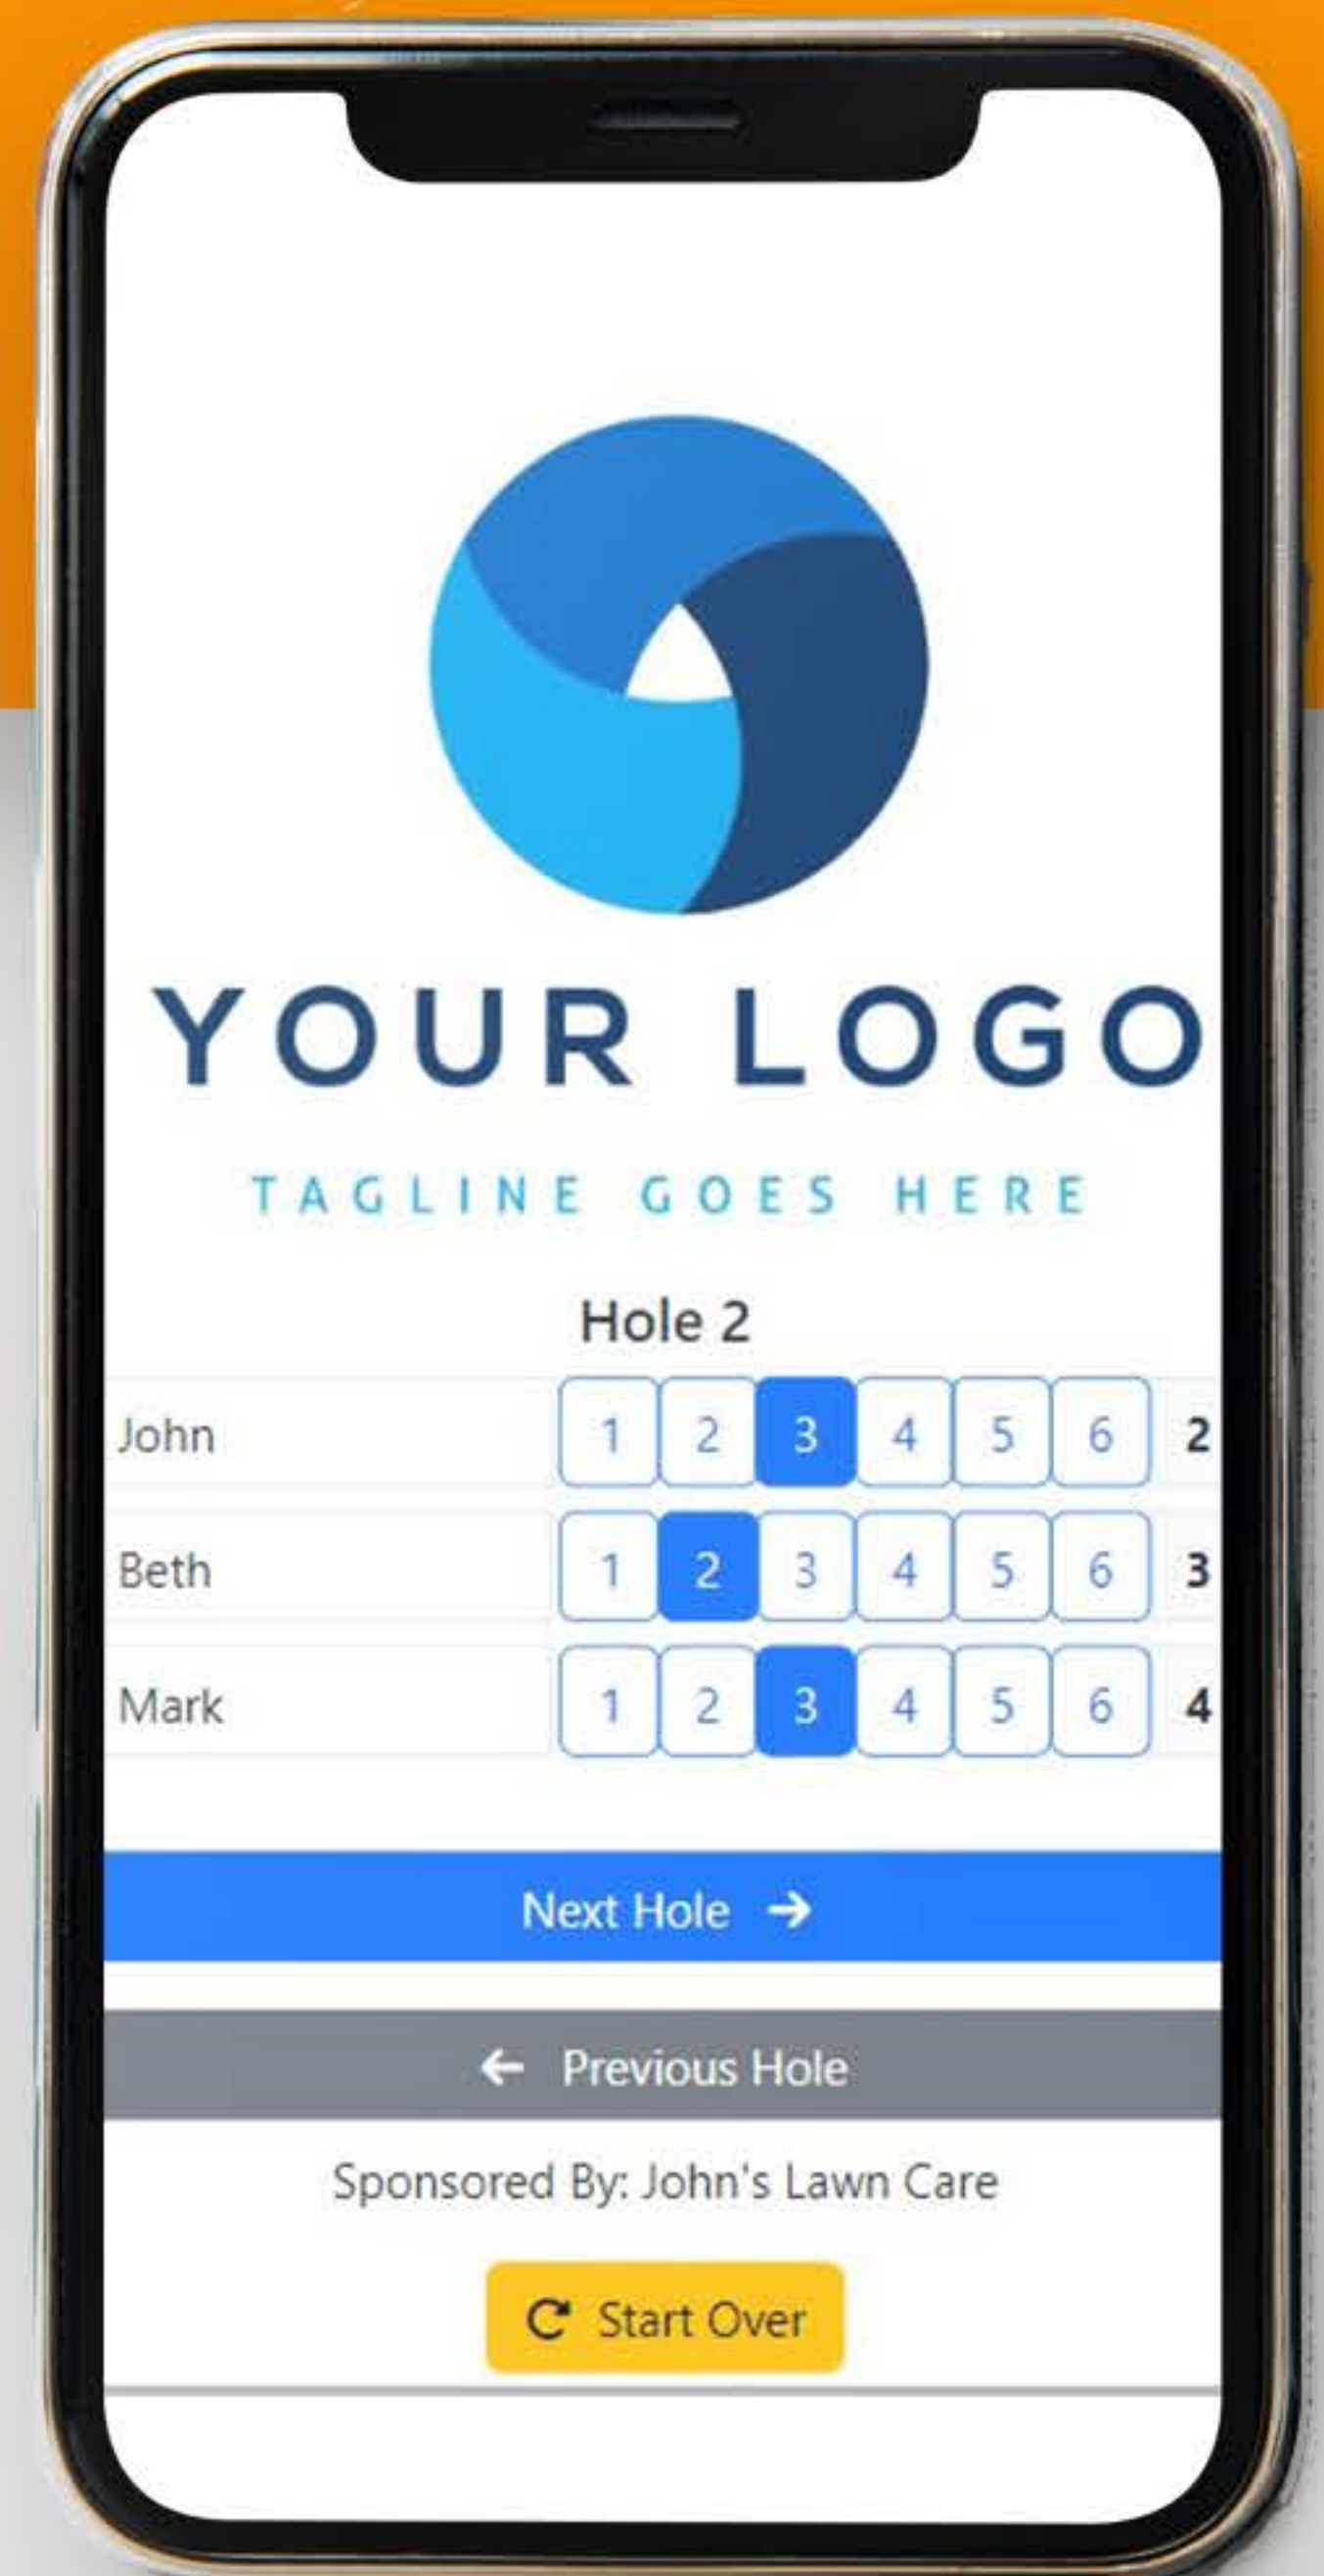 YOUR LOGO
TAGLINE GOES HERE
Hole 2
John 1 2 3 4 5 6 2
Beth 1 2 3 4 5 6 3
Mark 1 2 3 4 5 6 4
Next Hole →
← Previous Hole
Sponsored By: John's Lawn Care
Start Over